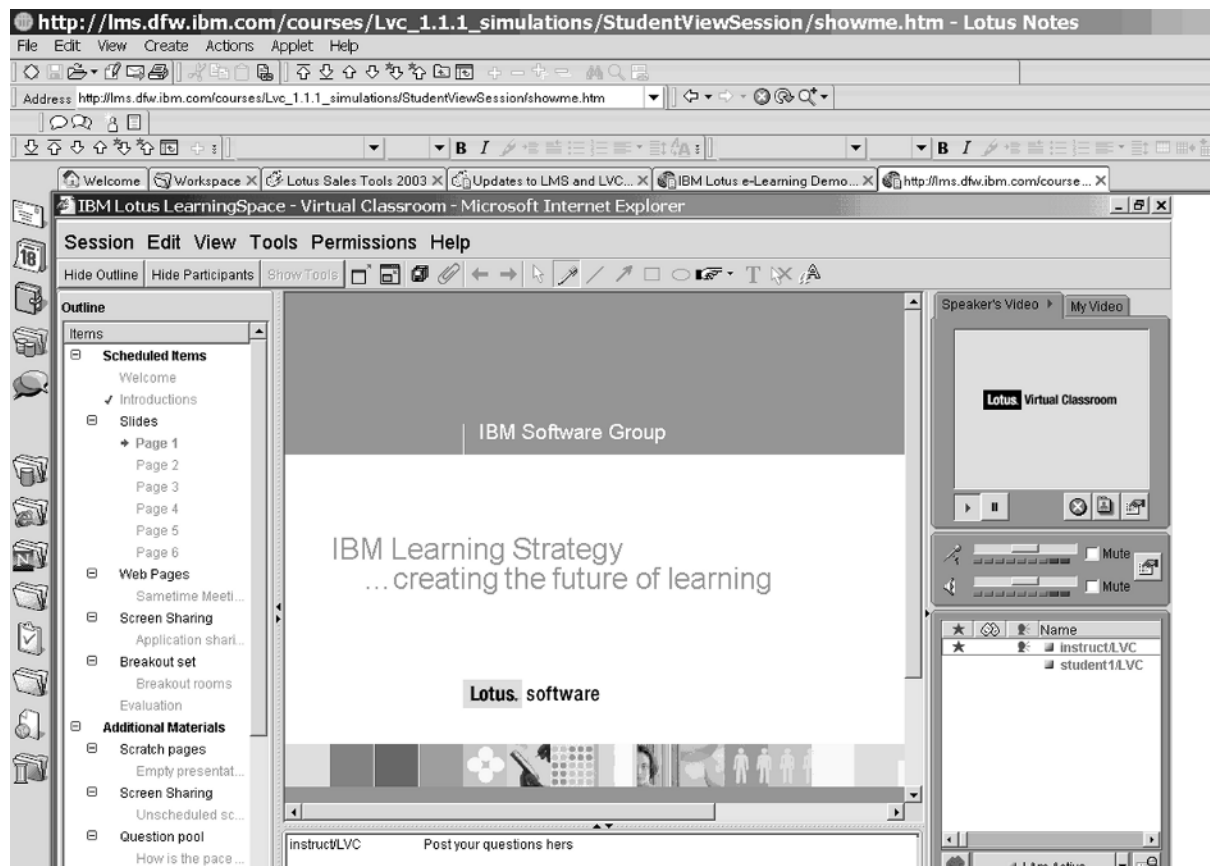 http://lms.dfw.ibm.com/courses/Lvc_1.1.1_simulations/StudentViewSession/showme.htm - Lotus Notes
File Edit View Create Actions Applet Help
Address http://lms.dfw.ibm.com/courses/Lvc_1.1.1_simulations/StudentViewSession/showme.htm
B I B I
Welcome Workspace Lotus Sales Tools 2003 Updates to LMS and LVC... IBM Lotus e-Learning Demo... http://lms.dfw.ibm.com/course...
IBM Lotus LearningSpace - Virtual Classroom - Microsoft Internet Explorer
Session Edit View Tools Permissions Help
18
Hide Outline Hide Participants Show Tools T A
Outline
Items
Scheduled Items
Welcome
Introductions
Slides
Page 1
Page 2
Page 3
Page 4
Page 5
Page 6
Web Pages
Sametime Meeti...
Screen Sharing
Application shari...
Breakout set
Breakout rooms
Evaluation
Additional Materials
Scratch pages
Empty presentat...
Screen Sharing
Unscheduled sc...
Question pool
How is the pace ...
IBM Software Group
IBM Learning Strategy
...creating the future of learning
Lotus. software
instruct/LVC Post your questions hers
Speaker's Video My Video
Lotus. Virtual Classroom
Mute
Mute
Name
instruct/LVC
student1/LVC
I Am Active